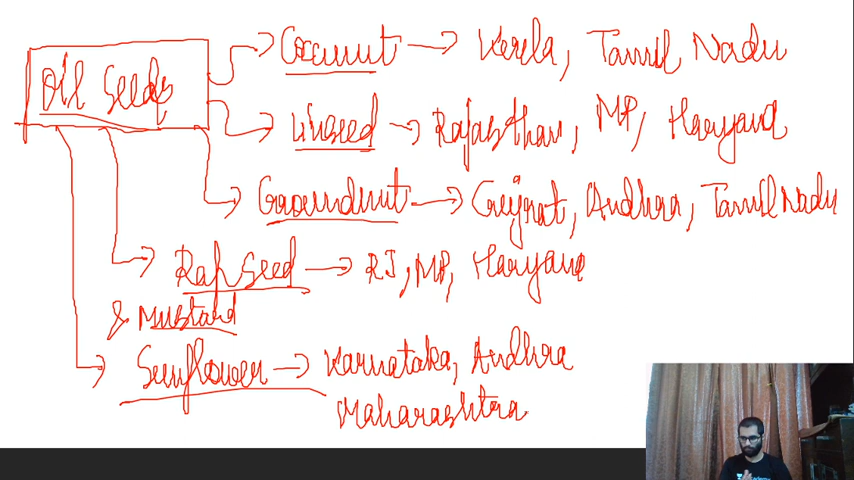 Oil Seeds
Coconut → Kerela, Tamil Nadu
Linseed → Rajasthan, MP, Haryana
Groundnut → Gujrat, Andhra, Tamil Nadu
Rap Seed → RJ, MP, Haryana
& Mustard
Sunflower → Karnataka, Andhra
Maharashtra